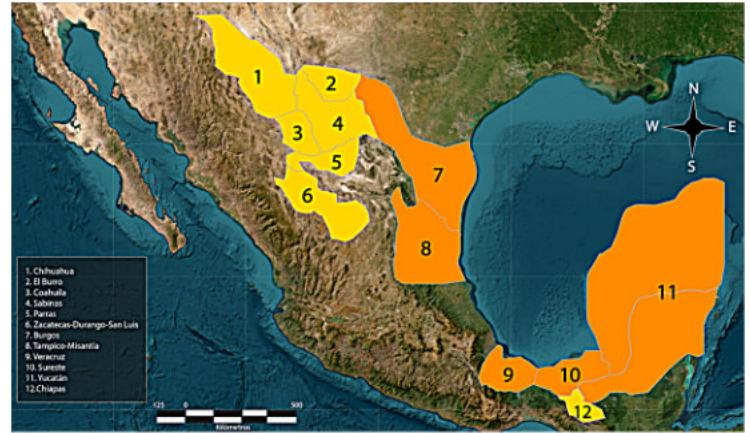 N
W E
S
1
2
3
4
5
6
7
8
9
10
11
12
1. Chihuahua
2. El Burro
3. Coahuila
4. Sabinas
5. Parras
6. Zacatecas-Durango-San Luis
7. Burgos
8. Tampico-Misantla
9. Veracruz
10. Sureste
11. Yucatán
12.Chiapas
125 0 500
Kilómetros